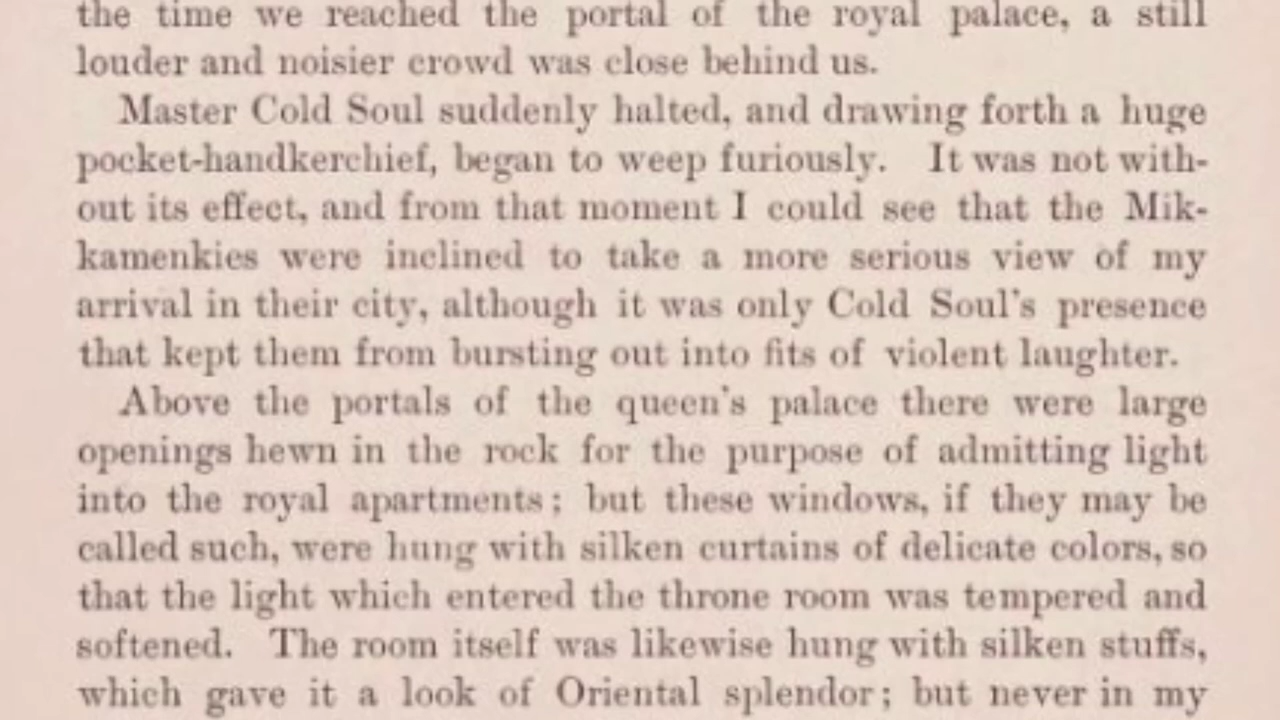 the time we reached the portal of the royal palace, a still
louder and noisier crowd was close behind us.
Master Cold Soul suddenly halted, and drawing forth a huge
pocket-handkerchief, began to weep furiously. It was not with-
out its effect, and from that moment I could see that the Mik-
kamenkies were inclined to take a more serious view of my
arrival in their city, although it was only Cold Soul's presence
that kept them from bursting out into fits of violent laughter.
Above the portals of the queen's palace there were large
openings hewn in the rock for the purpose of admitting light
into the royal apartments; but these windows, if they may be
called such, were hung with silken curtains of delicate colors, so
that the light which entered the throne room was tempered and
softened. The room itself was likewise hung with silken stuffs,
which gave it a look of Oriental splendor; but never in my